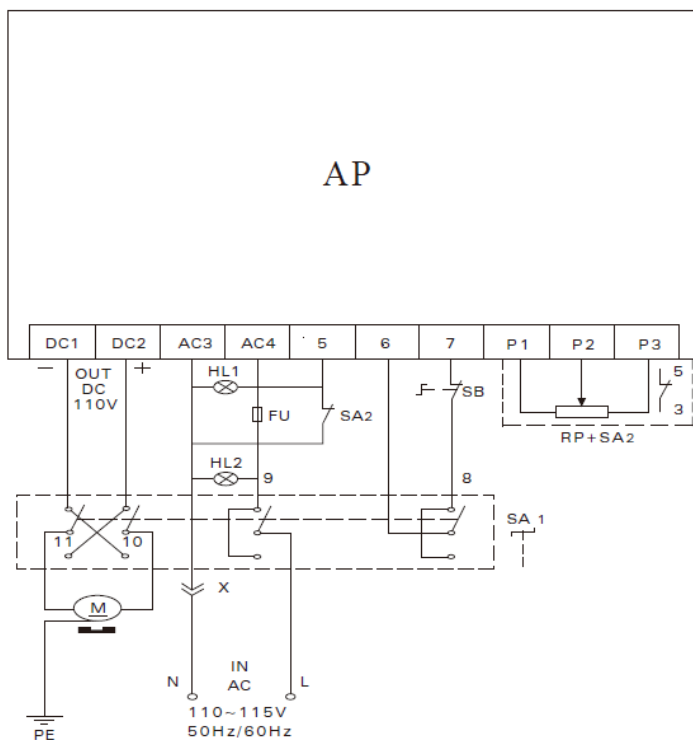 AP
DC1 DC2 AC3 AC4 5 6 7 P1 P2 P3
− OUT +
DC
110V
HL1
FU
SA2
SB
5
3
RP+SA2
HL2
9
8
SA 1
11 10
X
M
N IN L
AC
110~115V
50Hz/60Hz
PE